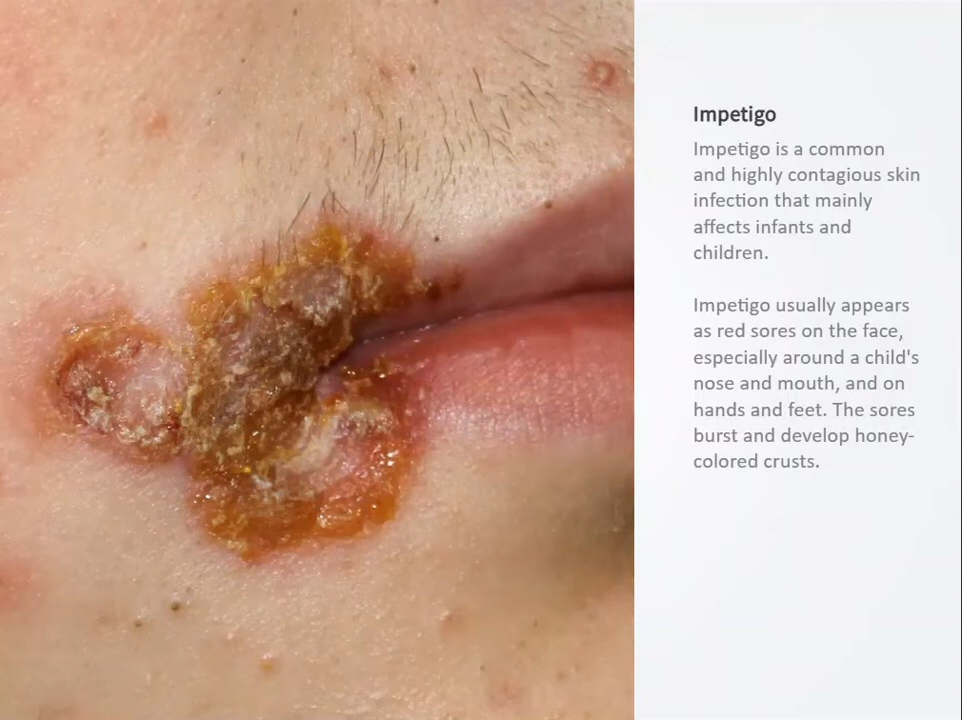 Impetigo
Impetigo is a common
and highly contagious skin
infection that mainly
affects infants and
children.
Impetigo usually appears
as red sores on the face,
especially around a child's
nose and mouth, and on
hands and feet. The sores
burst and develop honey-
colored crusts.